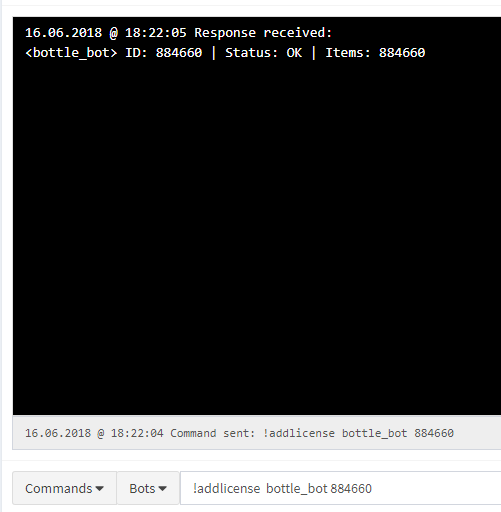 16.06.2018 @ 18:22:05 Response received:
<bottle_bot> ID: 884660 | Status: OK | Items: 884660
16.06.2018 @ 18:22:04 Command sent: !addlicense bottle_bot 884660
Commands Bots !addlicense bottle_bot 884660